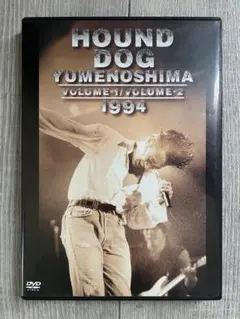 HOUND
DOG
YUMENOSHIMA
VOLUME-1/VOLUME-2
1994
DVD